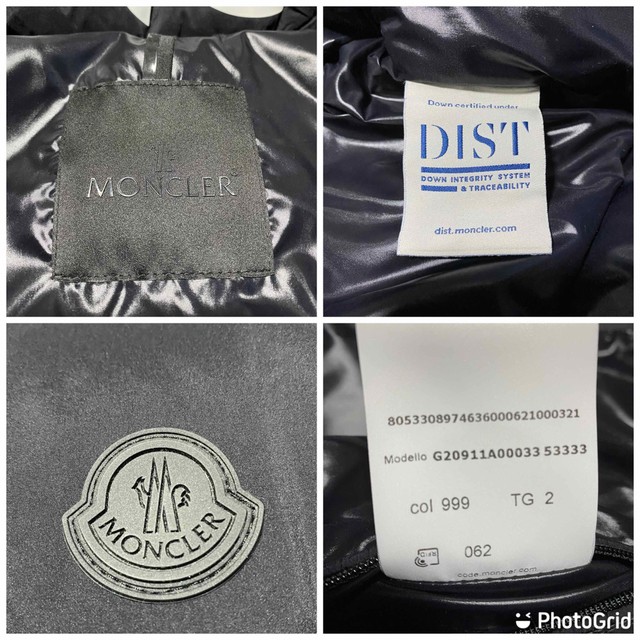 MONCLER
Down certified under
DIST
DOWN INTEGRITY SYSTEM
& TRACEABILITY
dist.moncler.com
MONCLER
8053308974636000621000321
Modello G20911A00033 53333
col 999 TG 2
RFID 062
code.moncler.com
PhotoGrid